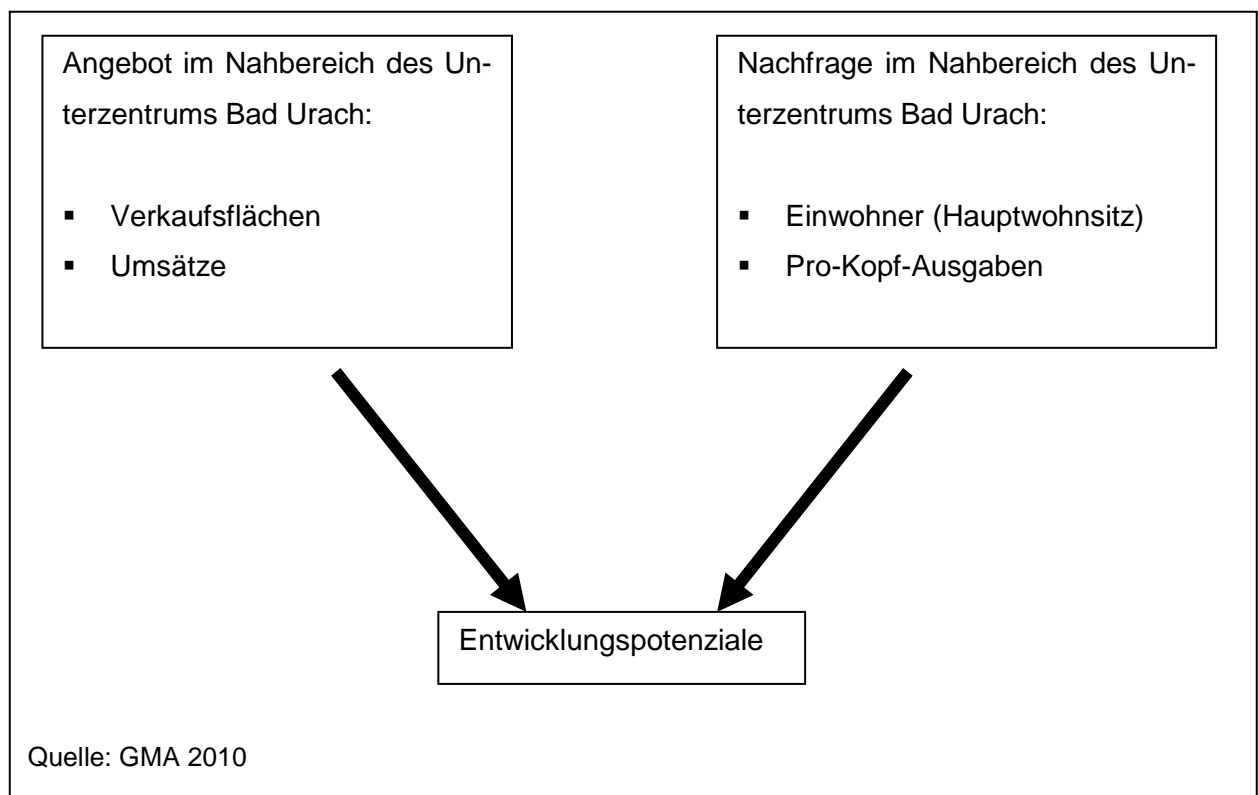 Angebot im Nahbereich des Un-
terzentrums Bad Urach:
▪ Verkaufsflächen
▪ Umsätze
Nachfrage im Nahbereich des Un-
terzentrums Bad Urach:
▪ Einwohner (Hauptwohnsitz)
▪ Pro-Kopf-Ausgaben
Entwicklungspotenziale
Quelle: GMA 2010